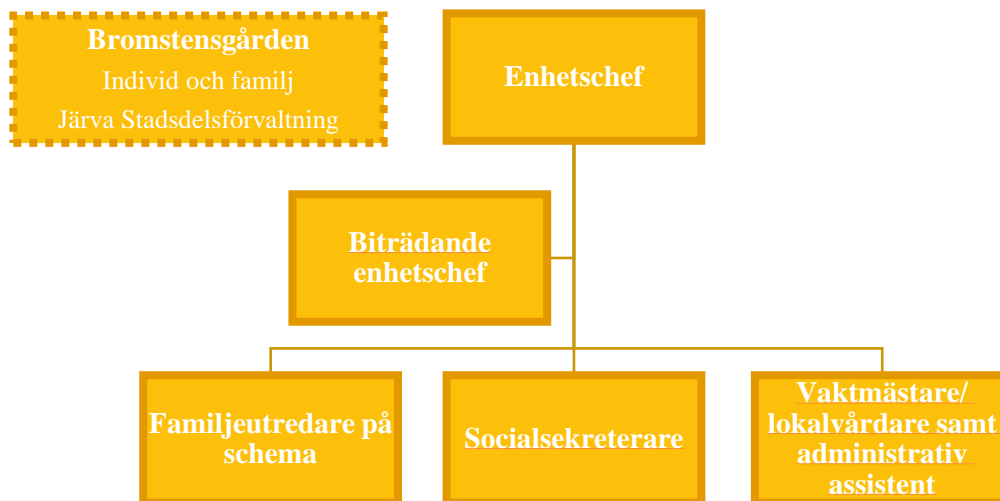 Bromstensgården
Individ och familj
Järva Stadsdelsförvaltning
Enhetschef
Biträdande
enhetschef
Familjeutredare på
schema
Socialsekreterare
Vaktmästare/
lokalvårdare samt
administrativ
assistent